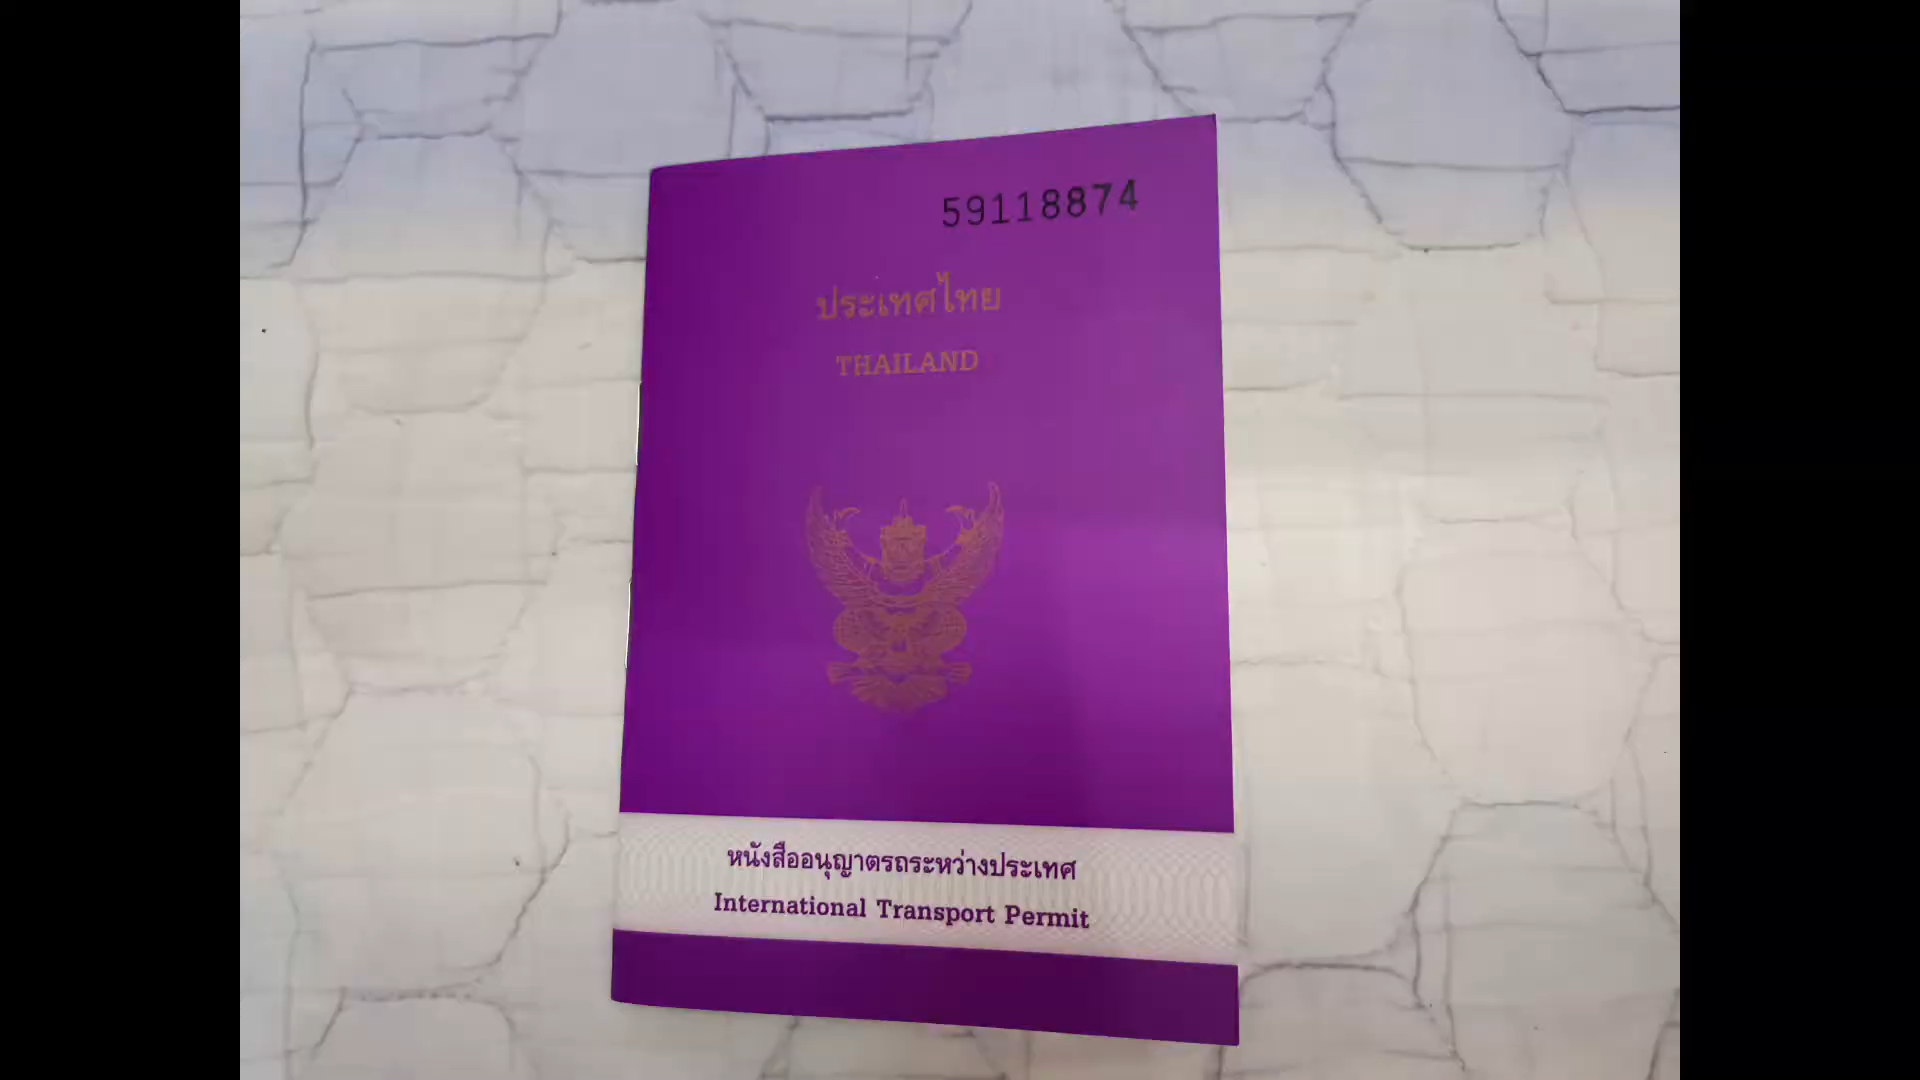 59118874
ประเทศไทย
THAILAND
หนังสืออนุญาตรถระหว่างประเทศ
International Transport Permit